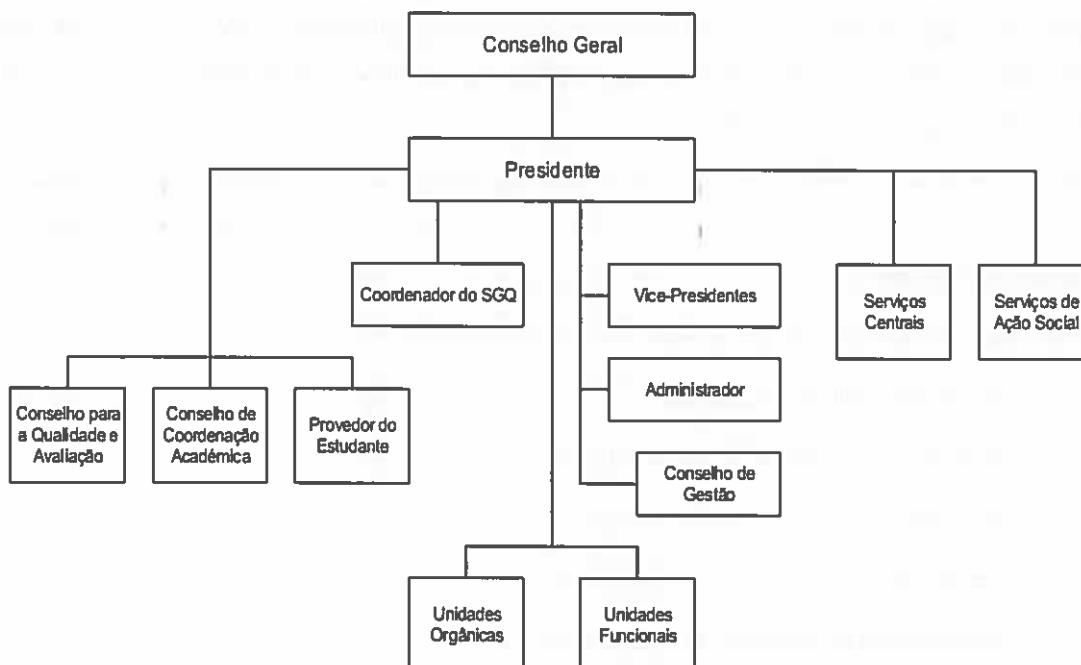 Conselho Geral
Presidente
Coordenador do SGQ
Vice-Presidentes
Serviços
Centrais
Serviços de
Ação Social
Administrador
Conselho para
a Qualidade e
Avaliação
Conselho de
Coordenação
Académica
Provedor do
Estudante
Conselho de
Gestão
Unidades
Orgânicas
Unidades
Funcionais